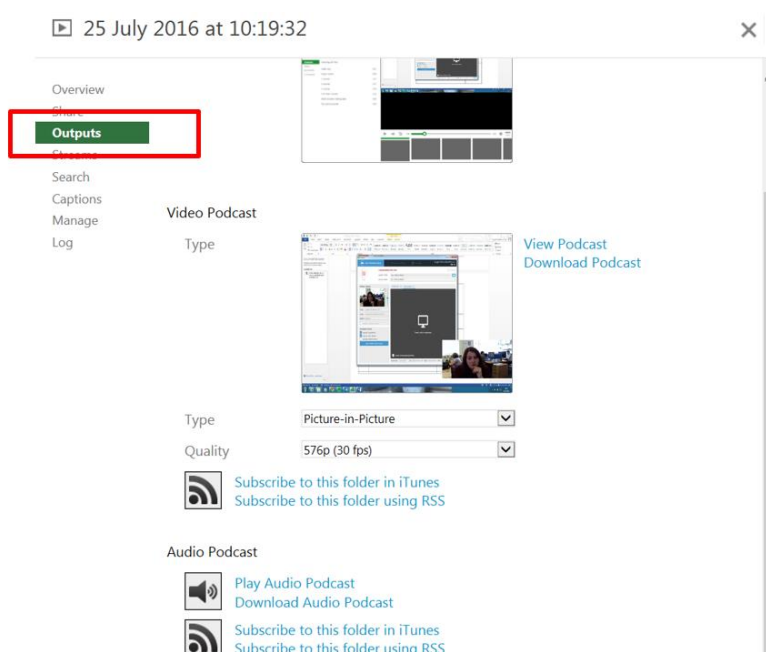 25 July 2016 at 10:19:32
Overview
Share
Outputs
Streams
Search
Captions
Manage
Log
Video Podcast
Type
View Podcast
Download Podcast
Type
Picture-in-Picture
Quality
576p (30 fps)
Subscribe to this folder in iTunes
Subscribe to this folder using RSS
Audio Podcast
Play Audio Podcast
Download Audio Podcast
Subscribe to this folder in iTunes
Subscribe to this folder using RSS